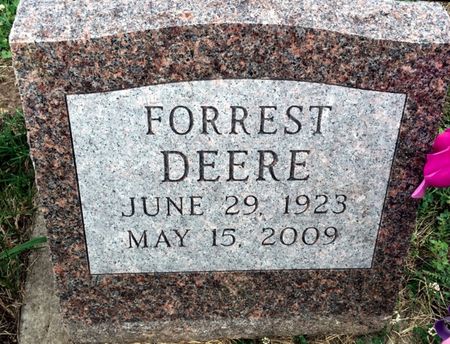 FORREST
DEERE
JUNE 29, 1923
MAY 15, 2009